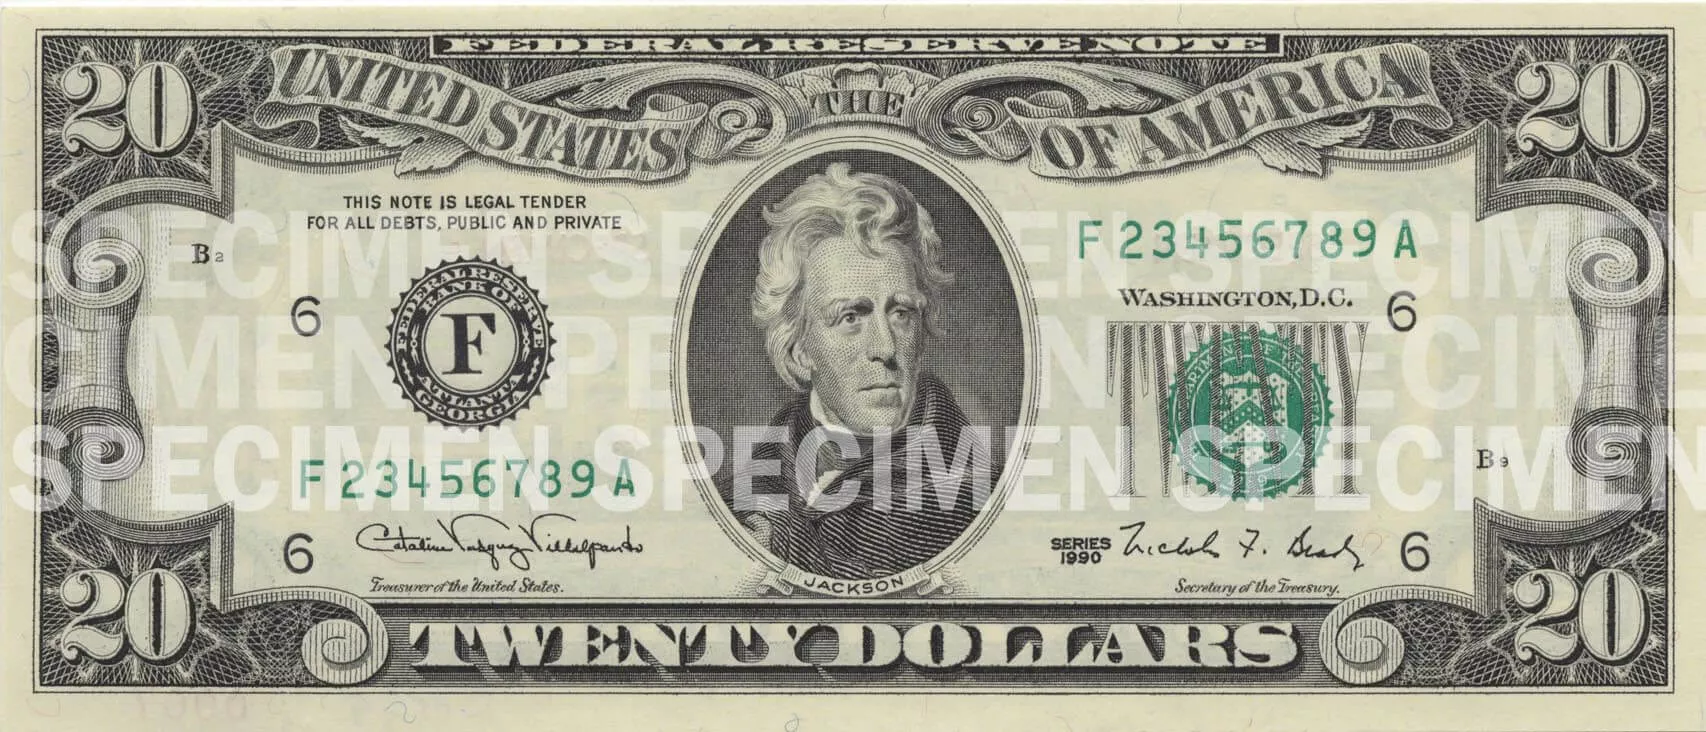 FEDERAL RESERVE NOTE
20
UNITED STATES
THE
OF AMERICA
20
THIS NOTE IS LEGAL TENDER
FOR ALL DEBTS, PUBLIC AND PRIVATE
F 23456789 A
SPECIMEN SPECIMEN SPECIMEN
B2
WASHINGTON, D.C.
6
6
FEDERAL RESERVE
BANK OF
F
ATLANTA
GEORGIA
SPECIMEN SPECIMEN SPECIMEN
SPECIMEN SPECIMEN SPECIMEN
F 23456789 A
B9
Catalina Vasquez Villalpando
6
SERIES
1990
Nicholas F. Brady
6
Treasurer of the United States.
JACKSON
Secretary of the Treasury.
20
TWENTY DOLLARS
20